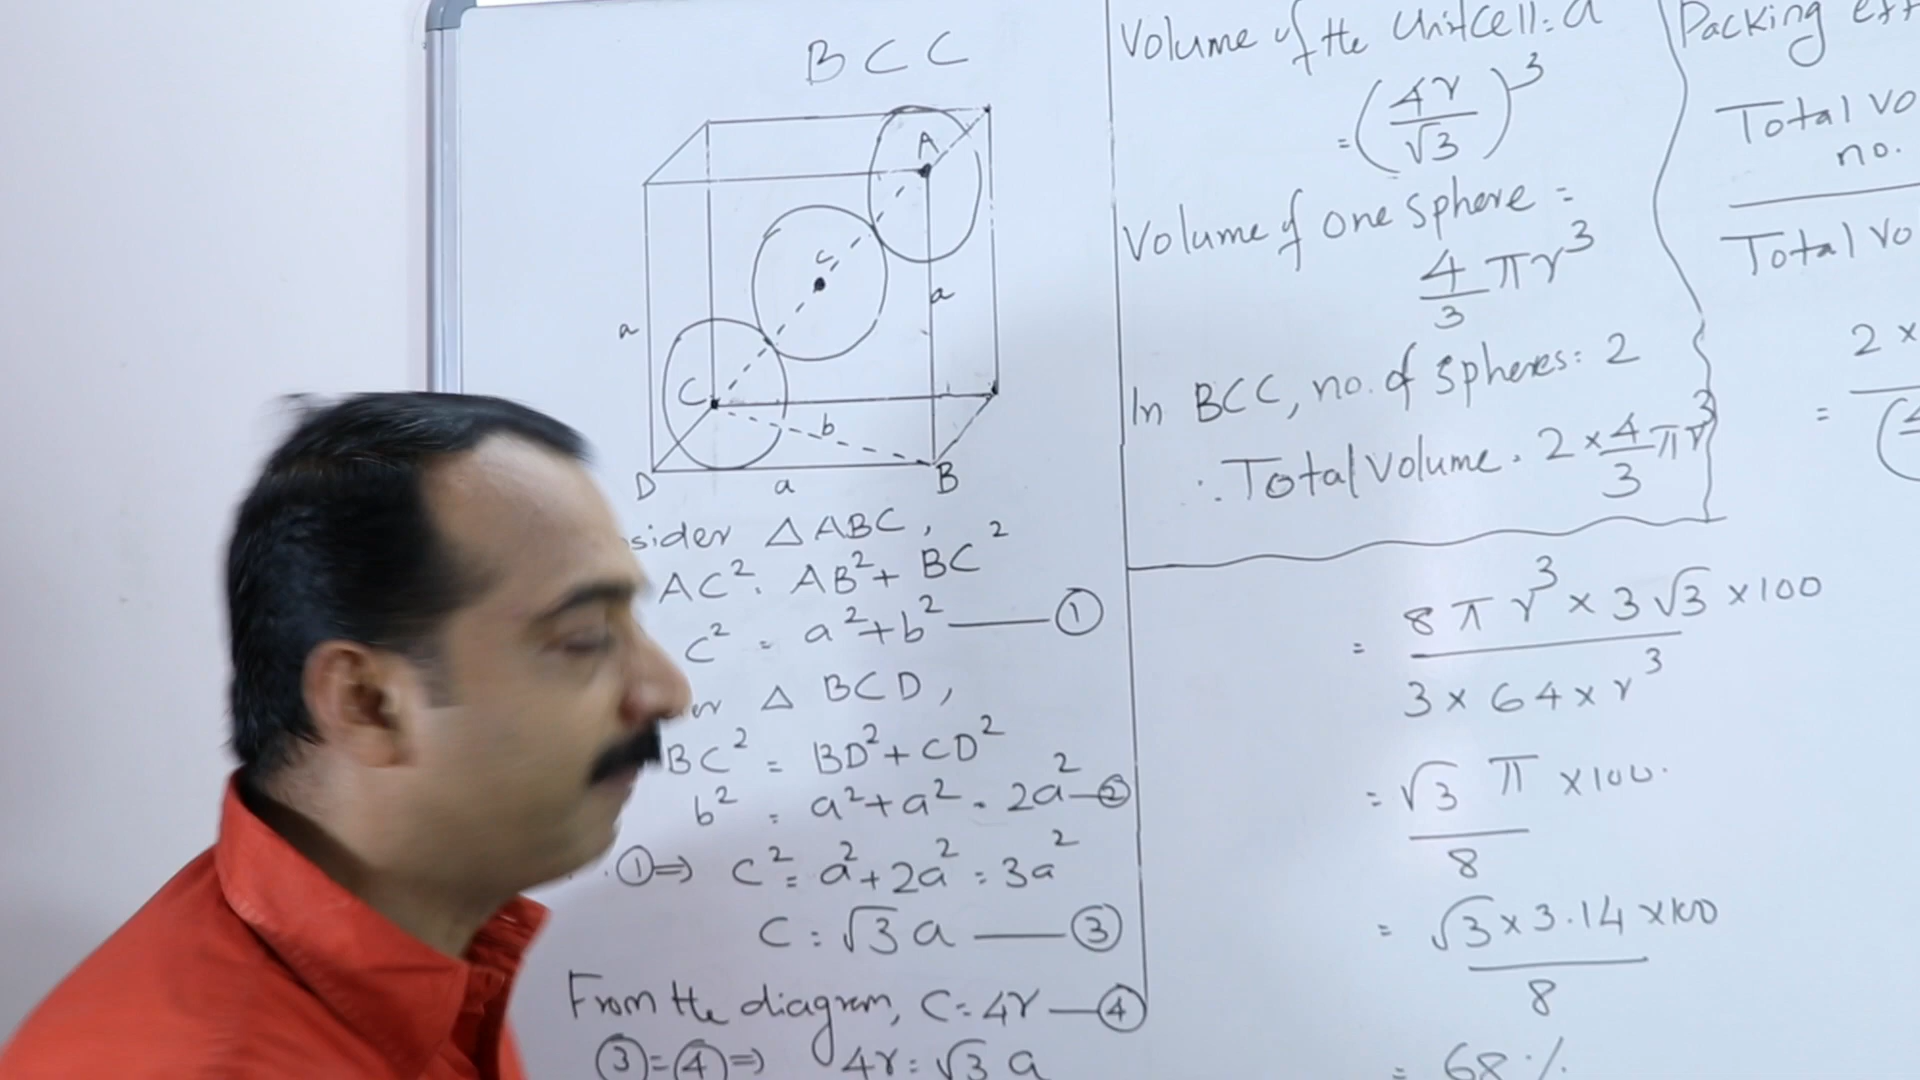 BCC
A
c
a
a
C
b
D
a
B
sider △ABC,
AC² = AB² + BC²
c² = a² + b² —— ①
△ BCD,
BC² = BD² + CD²
b² = a² + a² = 2a² — ②
① ⇒ c² = a² + 2a² = 3a²
C = √3 a —— ③
From the diagram, C = 4r — ④
③ = ④ ⇒ 4r = √3 a
Volume of the Unitcell = a
= (4r/√3)³
Volume of one sphere =
4/3 πr³
In BCC, no. of spheres = 2
∴ Total volume = 2 × 4/3 πr³
Packing eff
Total vo
no.
Total vo
2 ×
=
= 8πr³ × 3√3 × 100
3 × 64 × r³
= √3 π × 100
8
= √3 × 3.14 × 100
8
= 68%